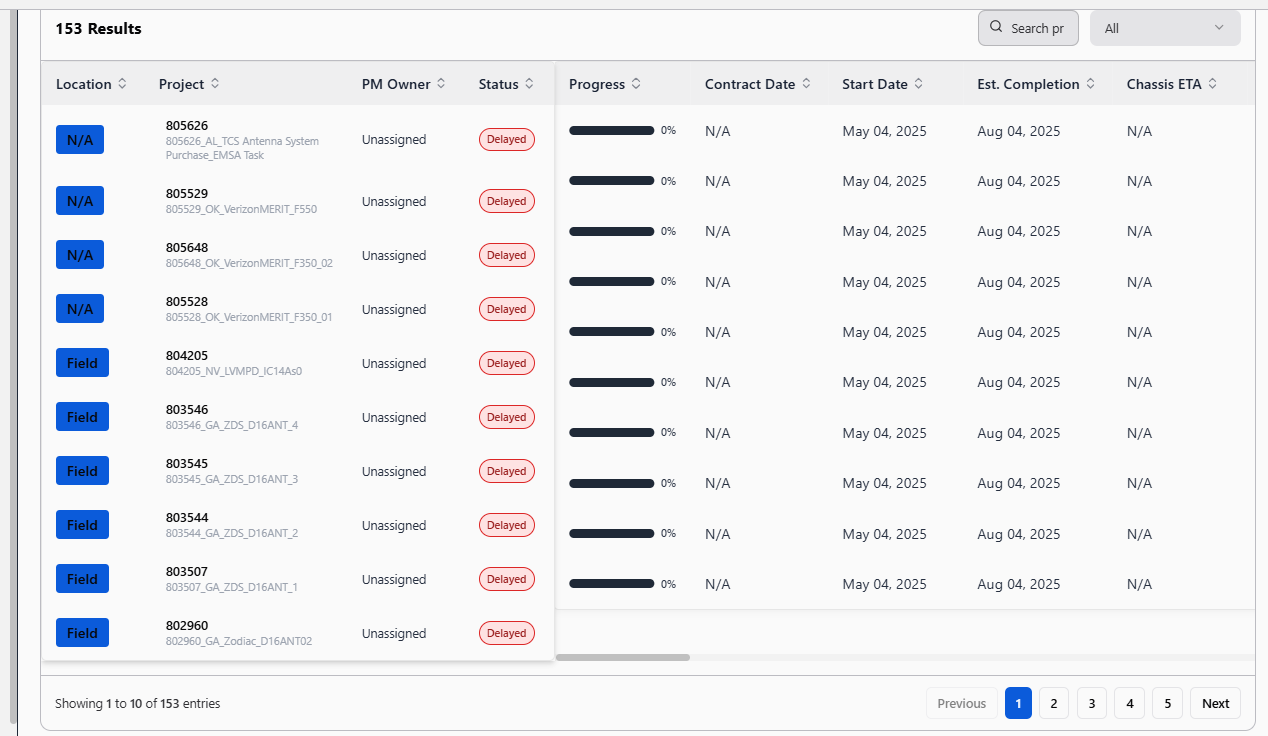 153 Results
Search pr
All
Location Project PM Owner Status Progress Contract Date Start Date Est. Completion Chassis ETA
N/A 805626 Unassigned Delayed 0% N/A May 04, 2025 Aug 04, 2025 N/A
805626_AL_TCS Antenna System
Purchase_EMSA Task
N/A 805529 Unassigned Delayed 0% N/A May 04, 2025 Aug 04, 2025 N/A
805529_OK_VerizonMERIT_F550
N/A 805648 Unassigned Delayed 0% N/A May 04, 2025 Aug 04, 2025 N/A
805648_OK_VerizonMERIT_F350_02
N/A 805528 Unassigned Delayed 0% N/A May 04, 2025 Aug 04, 2025 N/A
805528_OK_VerizonMERIT_F350_01
Field 804205 Unassigned Delayed 0% N/A May 04, 2025 Aug 04, 2025 N/A
804205_NV_LVMPD_IC14As0
Field 803546 Unassigned Delayed 0% N/A May 04, 2025 Aug 04, 2025 N/A
803546_GA_ZDS_D16ANT_4
Field 803545 Unassigned Delayed 0% N/A May 04, 2025 Aug 04, 2025 N/A
803545_GA_ZDS_D16ANT_3
Field 803544 Unassigned Delayed 0% N/A May 04, 2025 Aug 04, 2025 N/A
803544_GA_ZDS_D16ANT_2
Field 803507 Unassigned Delayed 0% N/A May 04, 2025 Aug 04, 2025 N/A
803507_GA_ZDS_D16ANT_1
Field 802960 Unassigned Delayed 0% N/A May 04, 2025 Aug 04, 2025 N/A
802960_GA_Zodiac_D16ANT02
Showing 1 to 10 of 153 entries
Previous 1 2 3 4 5 Next